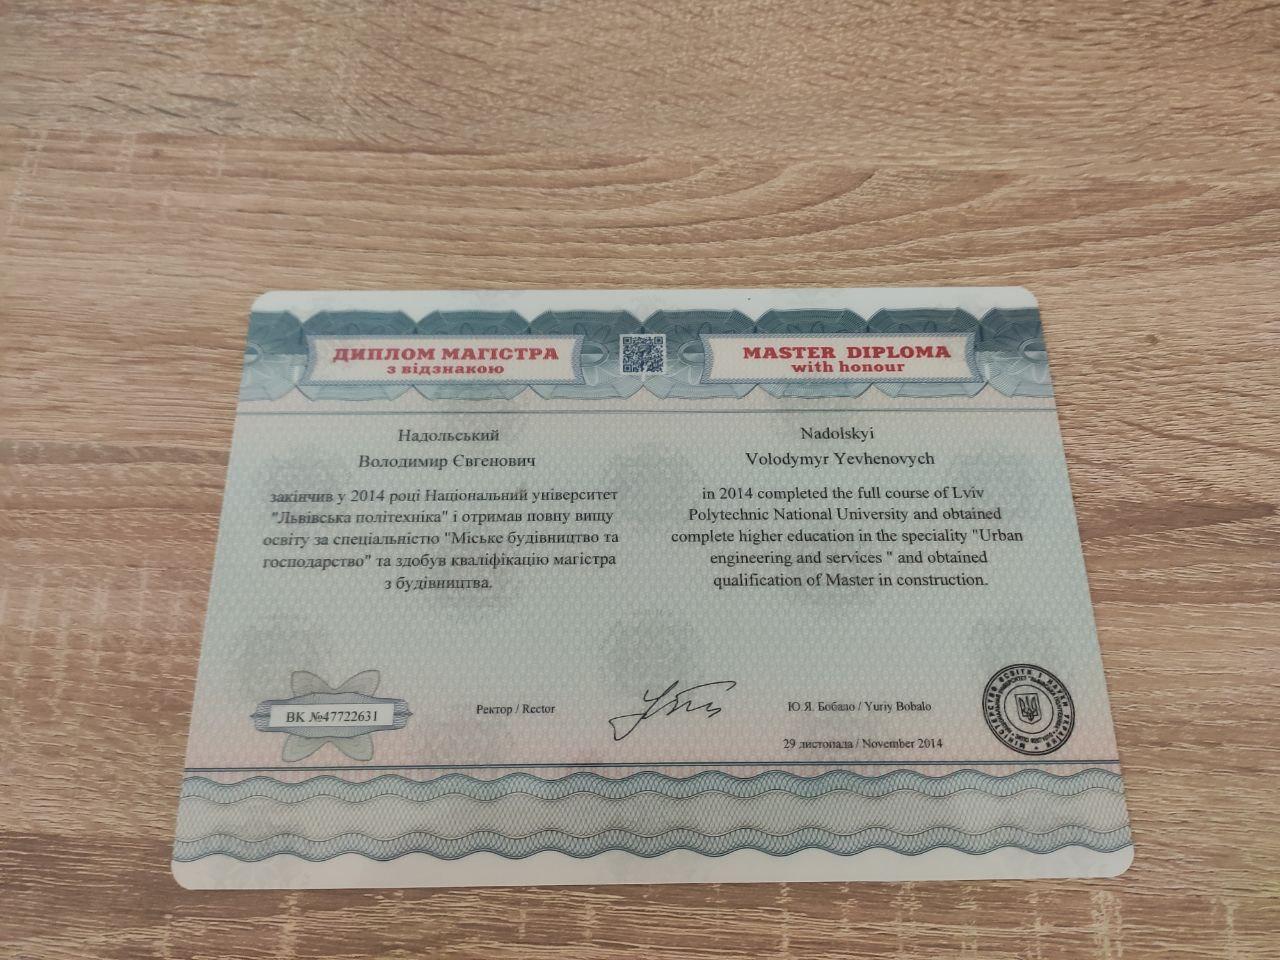 ДИПЛОМ МАГІСТРА
з відзнакою
Надольський
Володимир Євгенович
закінчив у 2014 році Національний університет
"Львівська політехніка" і отримав повну вищу
освіту за спеціальністю "Міське будівництво та
господарство" та здобув кваліфікацію магістра
з будівництва.
MASTER DIPLOMA
with honour
Nadolskyi
Volodymyr Yevhenovych
in 2014 completed the full course of Lviv
Polytechnic National University and obtained
complete higher education in the speciality "Urban
engineering and services " and obtained
qualification of Master in construction.
ВК №47722631
Ректор / Rector
Ю.Я. Бобало / Yuriy Bobalo
29 листопада / November 2014
МІНІСТЕРСТВО ОСВІТИ І НАУКИ УКРАЇНИ